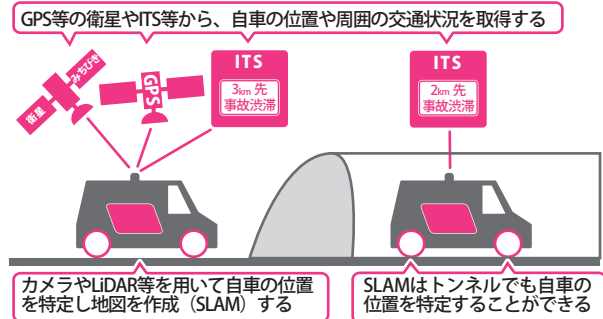 GPS等の衛星やITS等から、自車の位置や周囲の交通状況を取得する
衛星
みちびき
GPS
ITS
3km 先
事故渋滞
ITS
2km 先
事故渋滞
カメラやLiDAR等を用いて自車の位置
を特定し地図を作成（SLAM）する
SLAMはトンネルでも自車の
位置を特定することができる